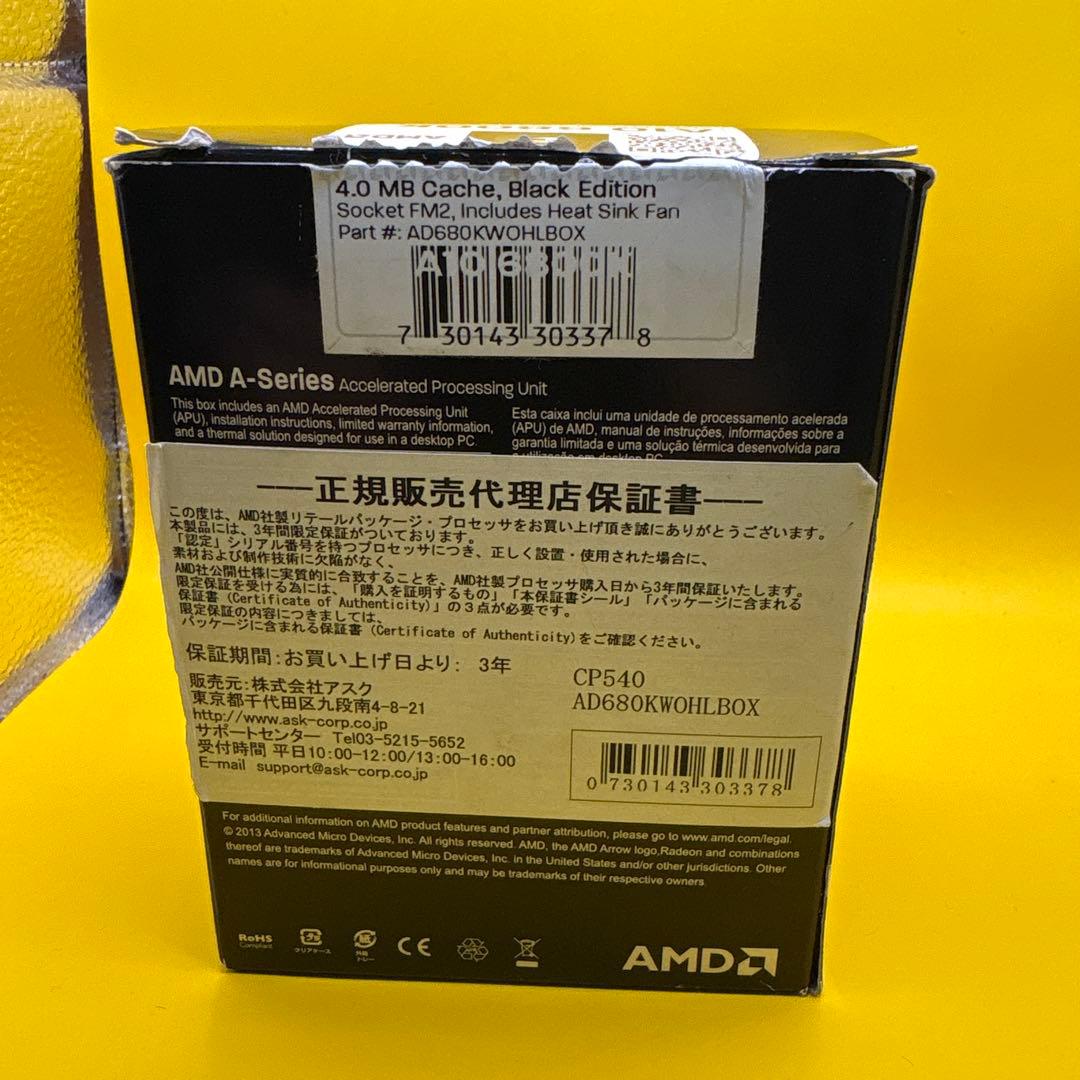 AMD
4.0 MB Cache, Black Edition
Socket FM2, Includes Heat Sink Fan
Part #: AD680KWOHLBOX
7 30143 30337 8
AMD A-Series Accelerated Processing Unit
This box includes an AMD Accelerated Processing Unit
(APU), installation instructions, limited warranty information,
and a thermal solution designed for use in a desktop PC.
Esta caixa inclui uma unidade de processamento acelerada
(APU) de AMD, manual de instruções, informações sobre a
garantia limitada e uma solução térmica desenvolvida para
a utilização em desktop PC.
───正規販売代理店保証書───
この度は、AMD社製リテールパッケージ・プロセッサをお買い上げ頂き誠にありがとうございます。
本製品には、3年間限定保証がついております。
「認定」シリアル番号を持つプロセッサにつき、正しく設置・使用された場合に、
素材および制作技術に欠陥がなく、
AMD社公開仕様に実質的に合致することを、AMD社製プロセッサ購入日から3年間保証いたします。
限定保証を受ける為には、「購入を証明するもの」「本保証書シール」「パッケージに含まれる
保証書（Certificate of Authenticity)」の３点が必要です。
限定保証の内容につきましては、
パッケージに含まれる保証書（Certificate of Authenticity)をご確認ください。
保証期間：お買い上げ日より： 3年
販売元：株式会社アスク
東京都千代田区九段南4-8-21
http://www.ask-corp.co.jp
サポートセンター Tel03-5215-5652
受付時間 平日10:00-12:00/13:00-16:00
E-mail support@ask-corp.co.jp
CP540
AD680KWOHLBOX
0 730143 303378
For additional information on AMD product features and partner attribution, please go to www.amd.com/legal.
© 2013 Advanced Micro Devices, Inc. All rights reserved. AMD, the AMD Arrow logo,Radeon and combinations
thereof are trademarks of Advanced Micro Devices, Inc. in the United States and/or other jurisdictions. Other
names are for informational purposes only and may be trademarks of their respective owners.
RoHS
Compliant
プラ
クリアケース
紙
外箱
トレー
CE
AMD